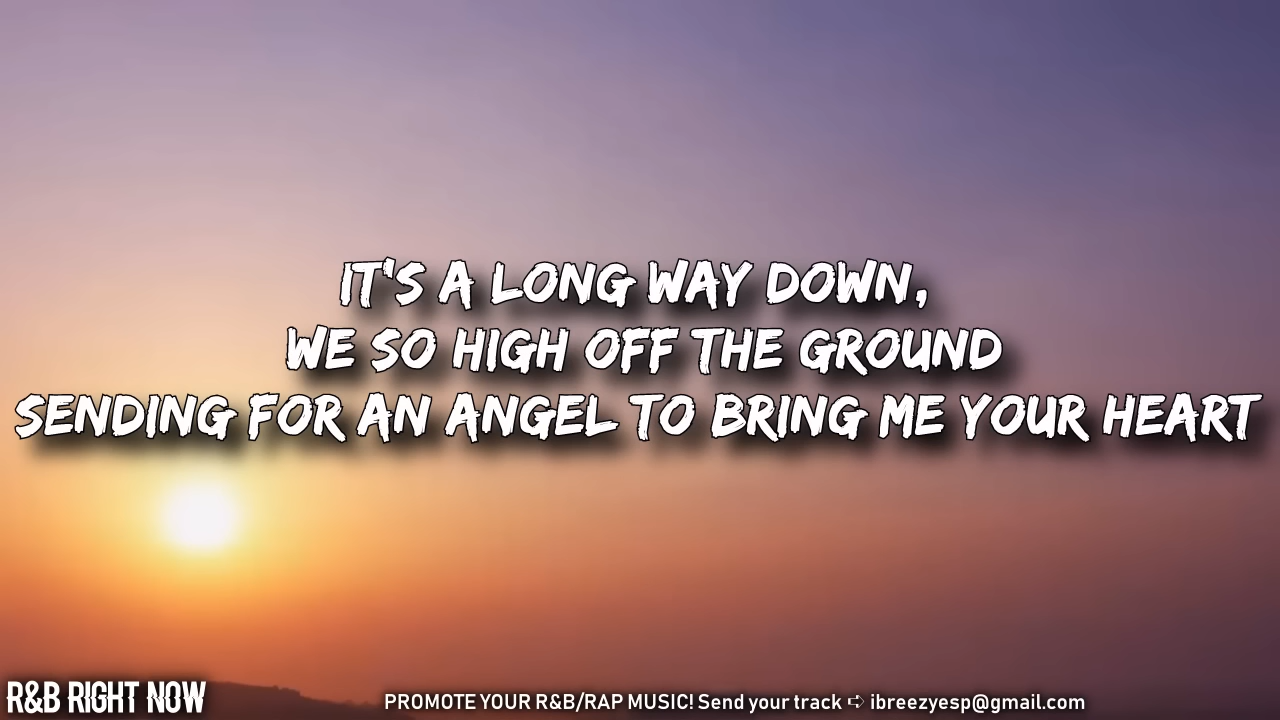 IT'S A LONG WAY DOWN,
WE SO HIGH OFF THE GROUND
SENDING FOR AN ANGEL TO BRING ME YOUR HEART
R&B RIGHT NOW
PROMOTE YOUR R&B/RAP MUSIC! Send your track ➪ ibreezyesp@gmail.com